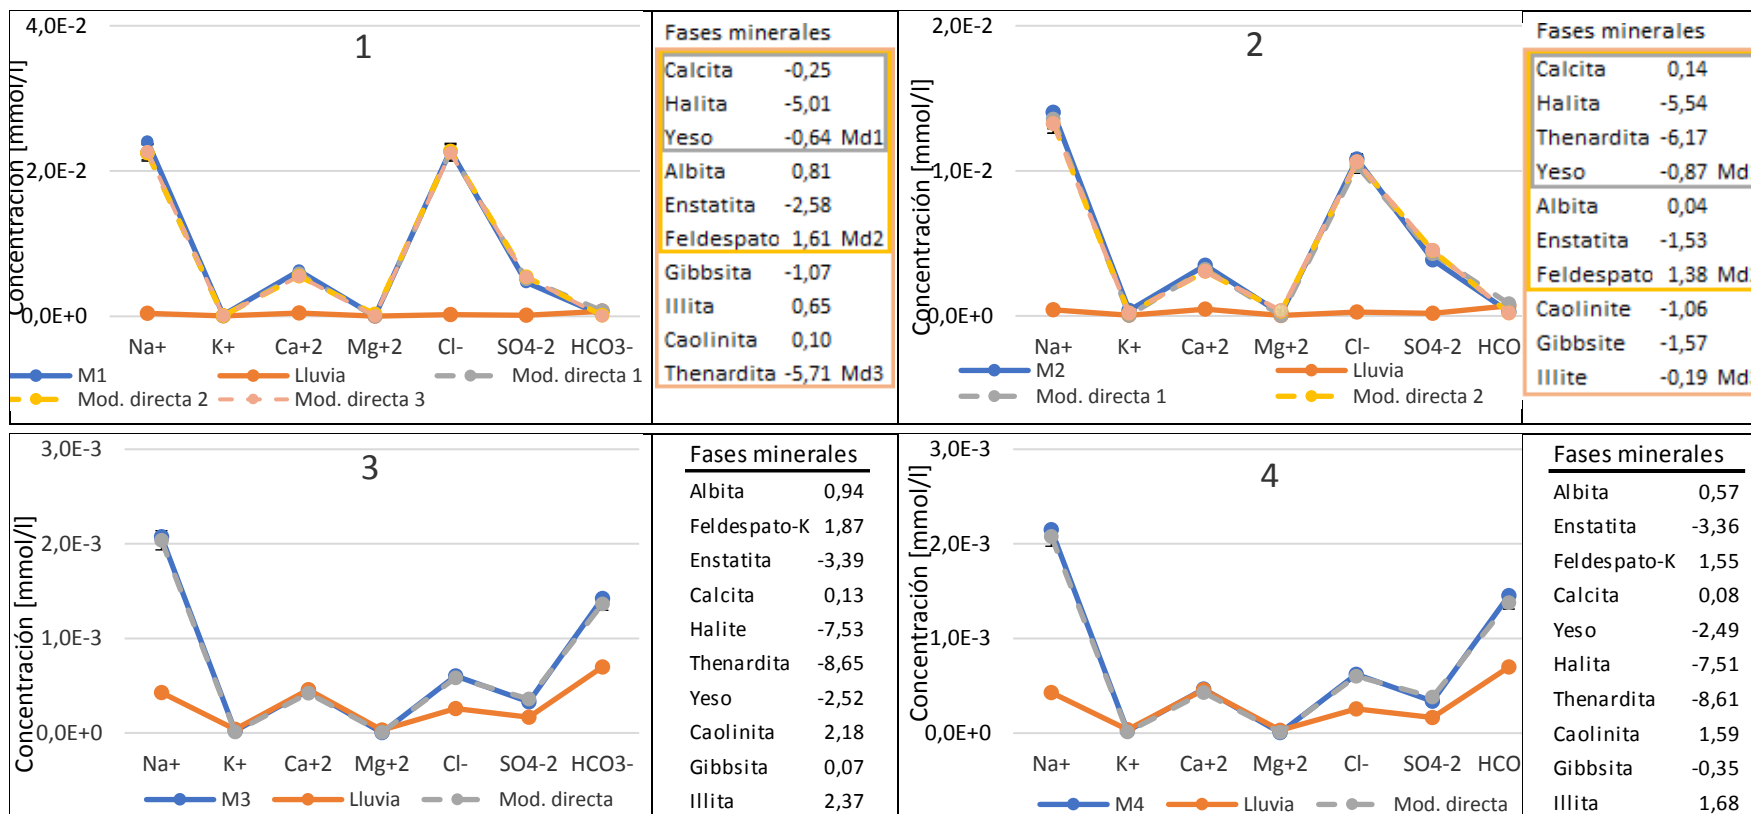 4,0E-2
2,0E-2
0,0E+0
Concentración [mmol/l]
1
Na+ K+ Ca+2 Mg+2 Cl- SO4-2 HCO3-
M1 Lluvia Mod. directa 1
Mod. directa 2 Mod. directa 3
Fases minerales
Calcita -0,25
Halita -5,01
Yeso -0,64 Md1
Albita 0,81
Enstatita -2,58
Feldespato 1,61 Md2
Gibbsita -1,07
Illita 0,65
Caolinita 0,10
Thenardita -5,71 Md3
2,0E-2
1,0E-2
0,0E+0
Concentración [mmol/l]
2
Na+ K+ Ca+2 Mg+2 Cl- SO4-2 HCO
M2 Lluvia
Mod. directa 1 Mod. directa 2
Fases minerales
Calcita 0,14
Halita -5,54
Thenardita -6,17
Yeso -0,87 Md
Albita 0,04
Enstatita -1,53
Feldespato 1,38 Md
Caolinite -1,06
Gibbsite -1,57
Illite -0,19 Md
3,0E-3
2,0E-3
1,0E-3
0,0E+0
Concentración [mmol/l]
3
Na+ K+ Ca+2 Mg+2 Cl- SO4-2 HCO3-
M3 Lluvia Mod. directa
Fases minerales
Albita 0,94
Feldespato-K 1,87
Enstatita -3,39
Calcita 0,13
Halite -7,53
Thenardita -8,65
Yeso -2,52
Caolinita 2,18
Gibbsita 0,07
Illita 2,37
3,0E-3
2,0E-3
1,0E-3
0,0E+0
Concentración [mmol/l]
4
Na+ K+ Ca+2 Mg+2 Cl- SO4-2 HCO
M4 Lluvia Mod. directa
Fases minerales
Albita 0,57
Enstatita -3,36
Feldespato-K 1,55
Calcita 0,08
Yeso -2,49
Halita -7,51
Thenardita -8,61
Caolinita 1,59
Gibbsita -0,35
Illita 1,68